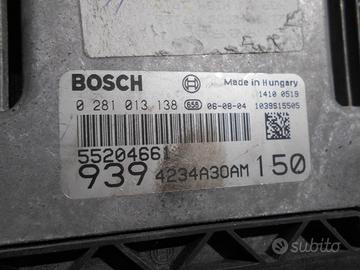 BOSCH
Made in Hungary
1410 0519
0 281 013 138 658 06-08-04 1039S15505
55204661
939 4234A30AM 150
subito